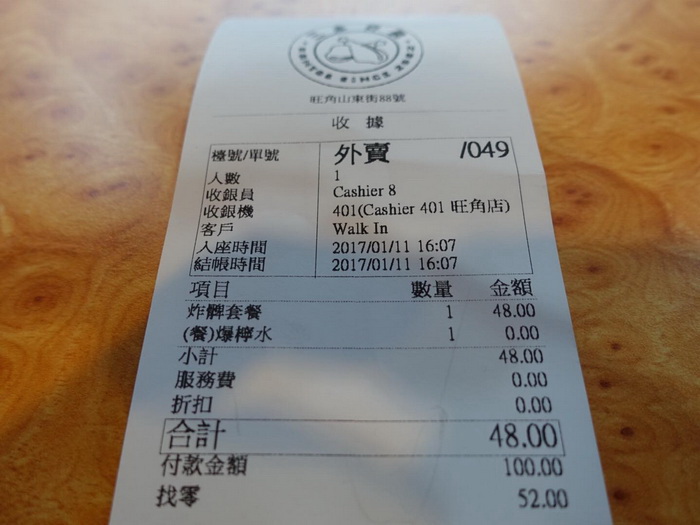 旺角山東街88號
收 據
檯號/單號 外賣 /049
人數 1
收銀員 Cashier 8
收銀機 401(Cashier 401 旺角店)
客戶 Walk In
入座時間 2017/01/11 16:07
結帳時間 2017/01/11 16:07
項目 數量 金額
炸髀套餐 1 48.00
(餐)爆檸水 1 0.00
小計 48.00
服務費 0.00
折扣 0.00
合計 48.00
付款金額 100.00
找零 52.00